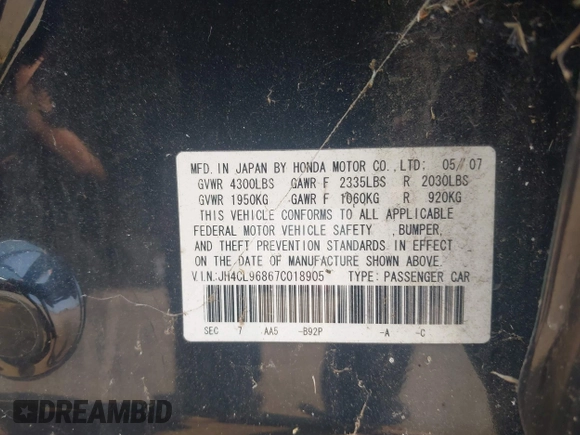 MFD. IN JAPAN BY HONDA MOTOR CO.,LTD: 05/07
GVWR 4300LBS GAWR F 2335LBS R 2030LBS
GVWR 1950KG GAWR F 1060KG R 920KG
THIS VEHICLE CONFORMS TO ALL APPLICABLE
FEDERAL MOTOR VEHICLE SAFETY , BUMPER,
AND THEFT PREVENTION STANDARDS IN EFFECT
ON THE DATE OF MANUFACTURE SHOWN ABOVE.
V.I.N:JH4CL96867C018905 TYPE: PASSENGER CAR
SEC 7 AA5 -B92P -A -C
DREAMBID